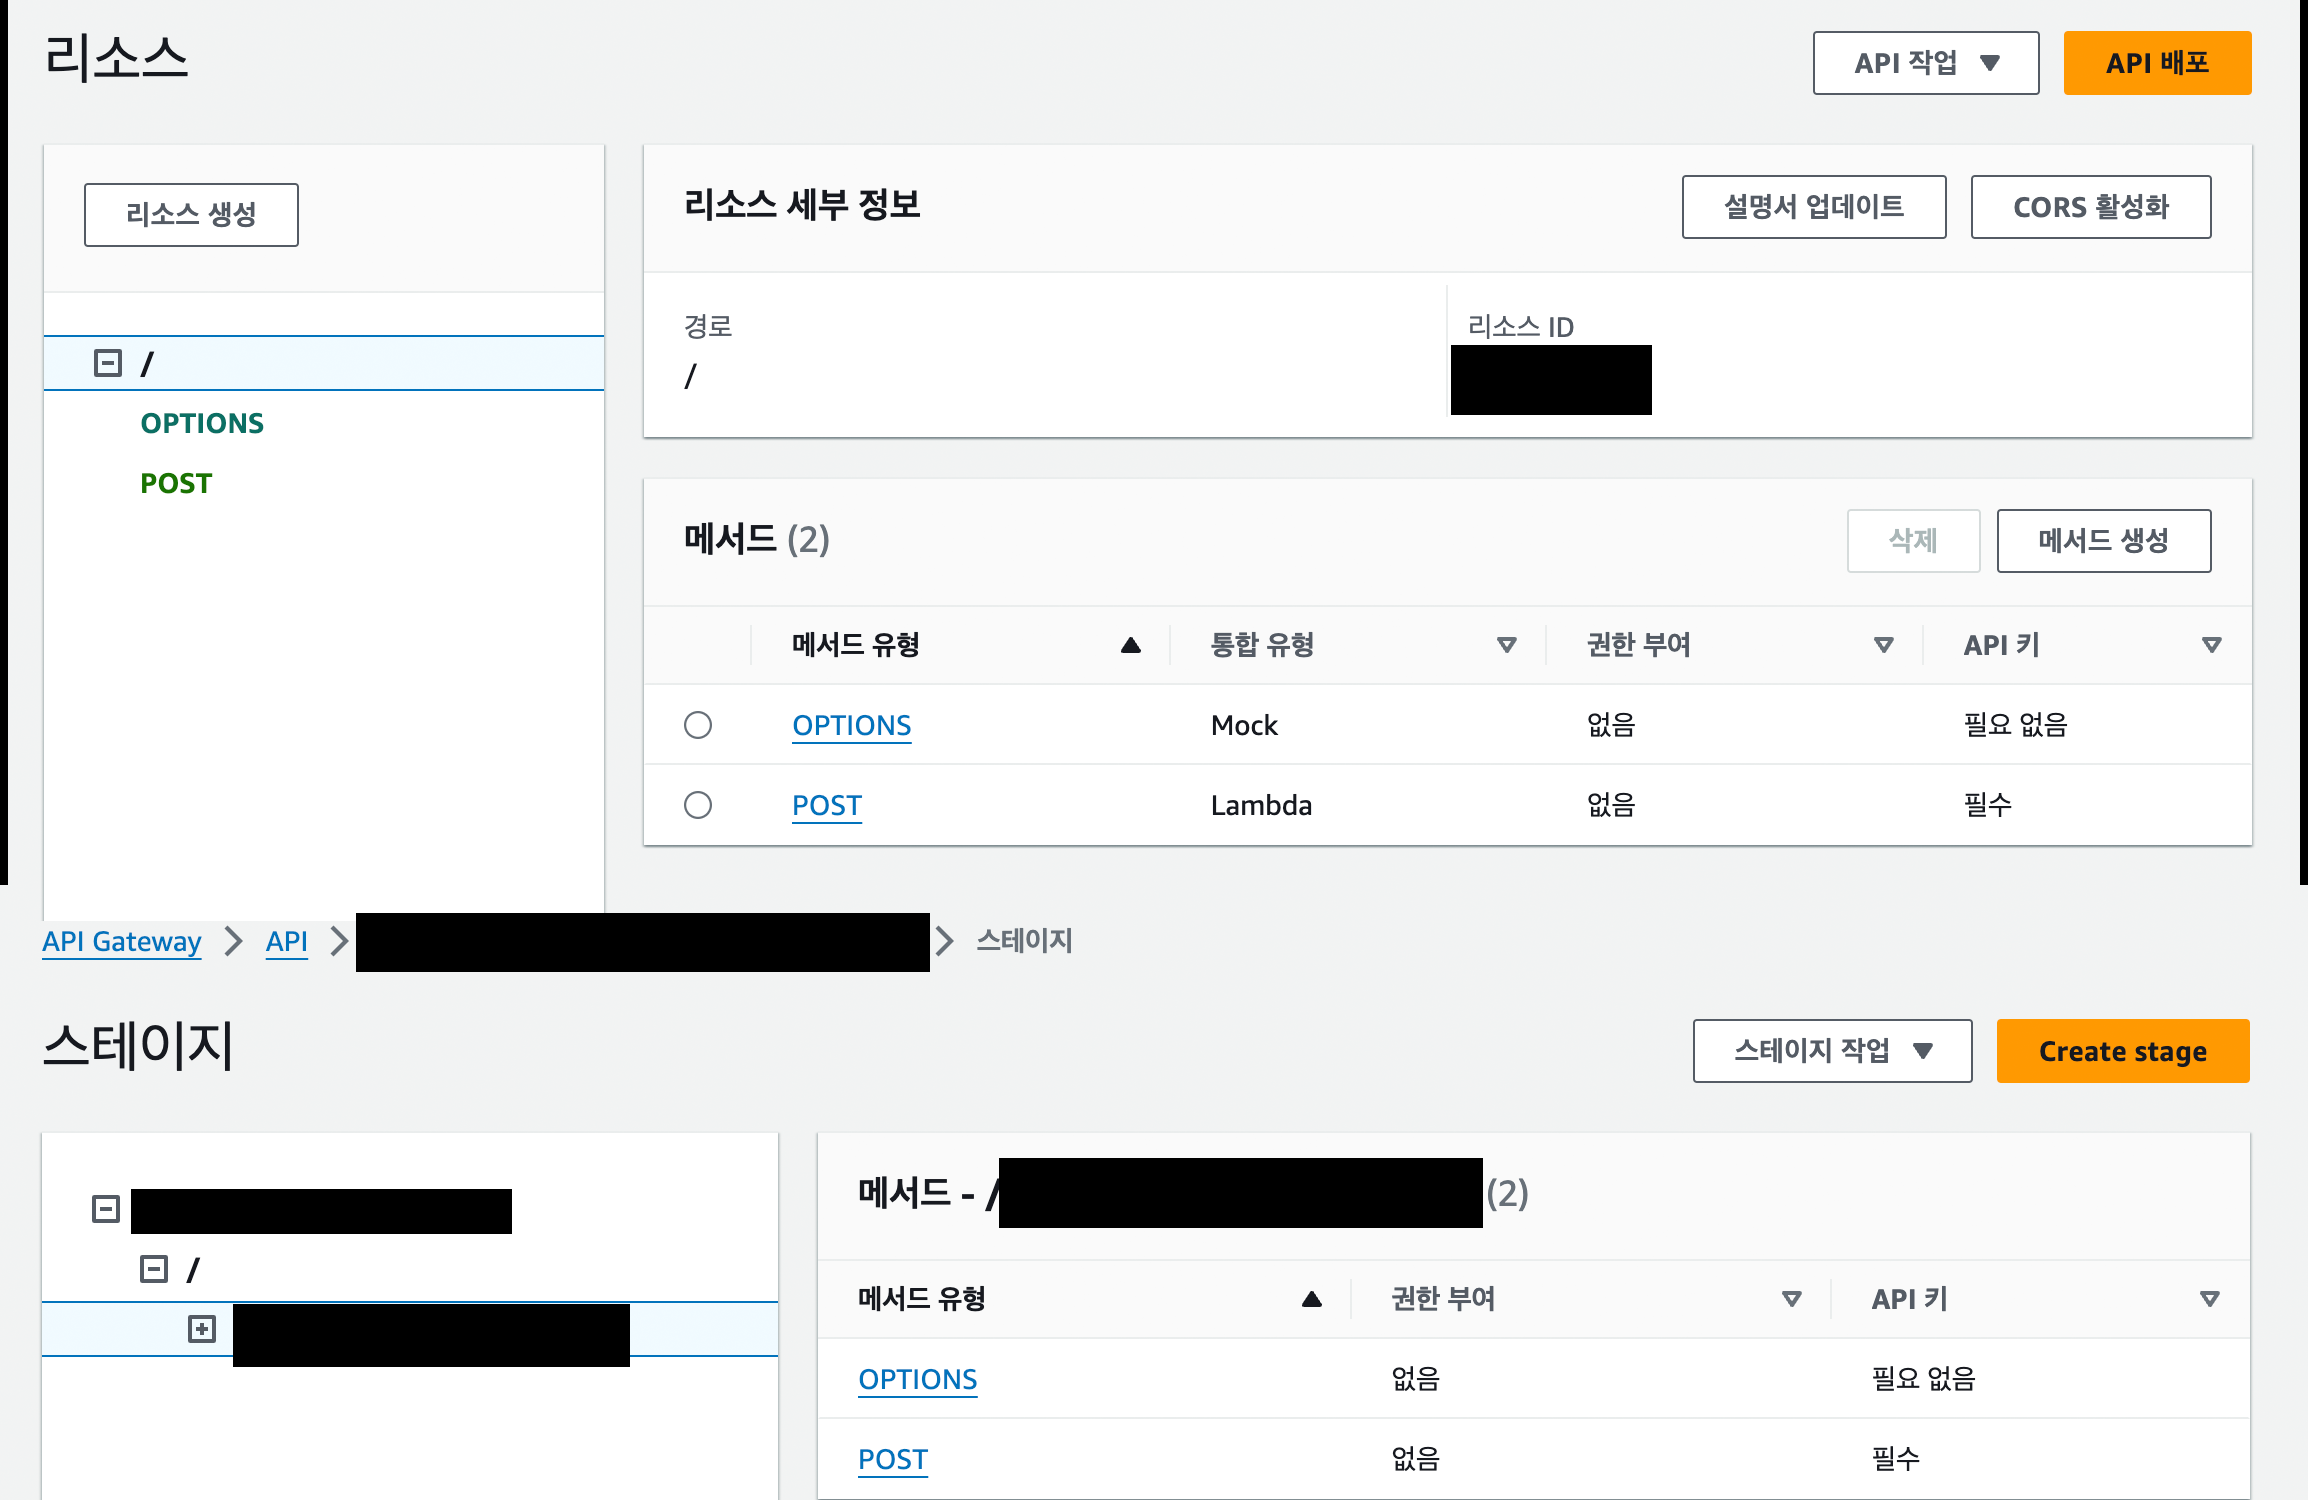 리소스
API 작업
API 배포
리소스 생성
/
OPTIONS
POST
리소스 세부 정보
설명서 업데이트
CORS 활성화
경로
/
리소스 ID
메서드 (2)
삭제
메서드 생성
메서드 유형 통합 유형 권한 부여 API 키
OPTIONS Mock 없음 필요 없음
POST Lambda 없음 필수
API Gateway > API > > 스테이지
스테이지
스테이지 작업
Create stage
/
메서드 - / (2)
메서드 유형 권한 부여 API 키
OPTIONS 없음 필요 없음
POST 없음 필수